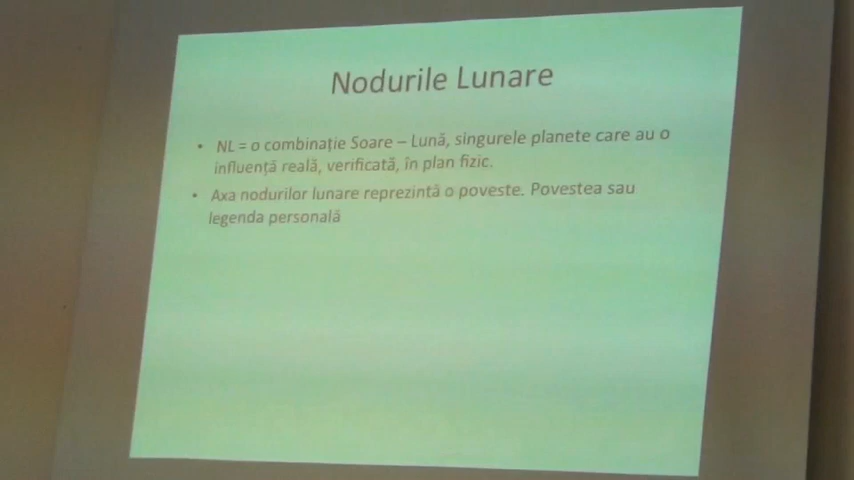 Nodurile Lunare
• NL = o combinație Soare – Lună, singurele planete care au o
influență reală, verificată, în plan fizic.
• Axa nodurilor lunare reprezintă o poveste. Povestea sau
legenda personală